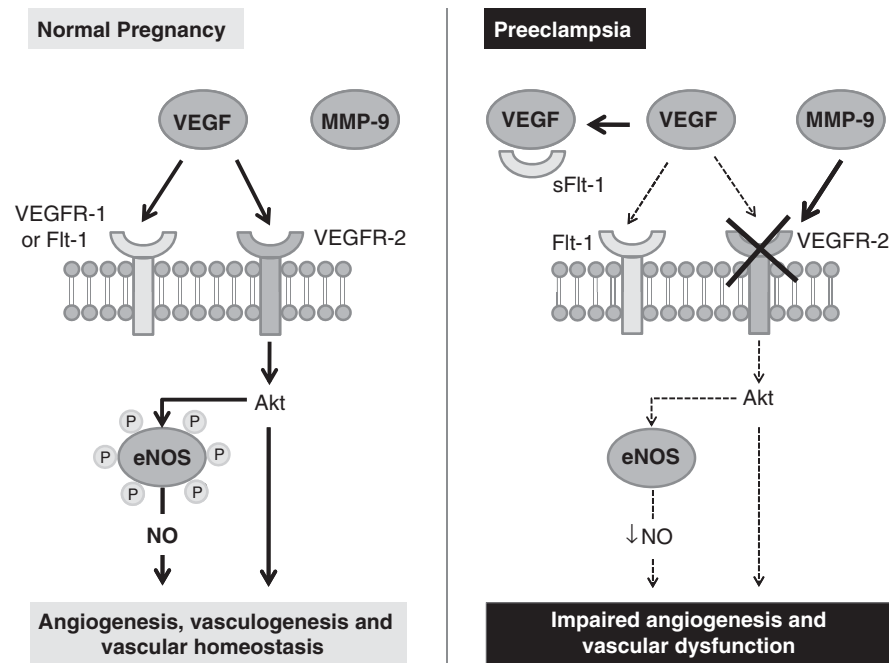 Normal Pregnancy
VEGF
MMP-9
VEGFR-1
or Flt-1
VEGFR-2
Akt
P
P
P
P
P
P
eNOS
NO
Angiogenesis, vasculogenesis and
vascular homeostasis
Preeclampsia
VEGF
VEGF
MMP-9
sFlt-1
Flt-1
VEGFR-2
Akt
eNOS
↓NO
Impaired angiogenesis and
vascular dysfunction